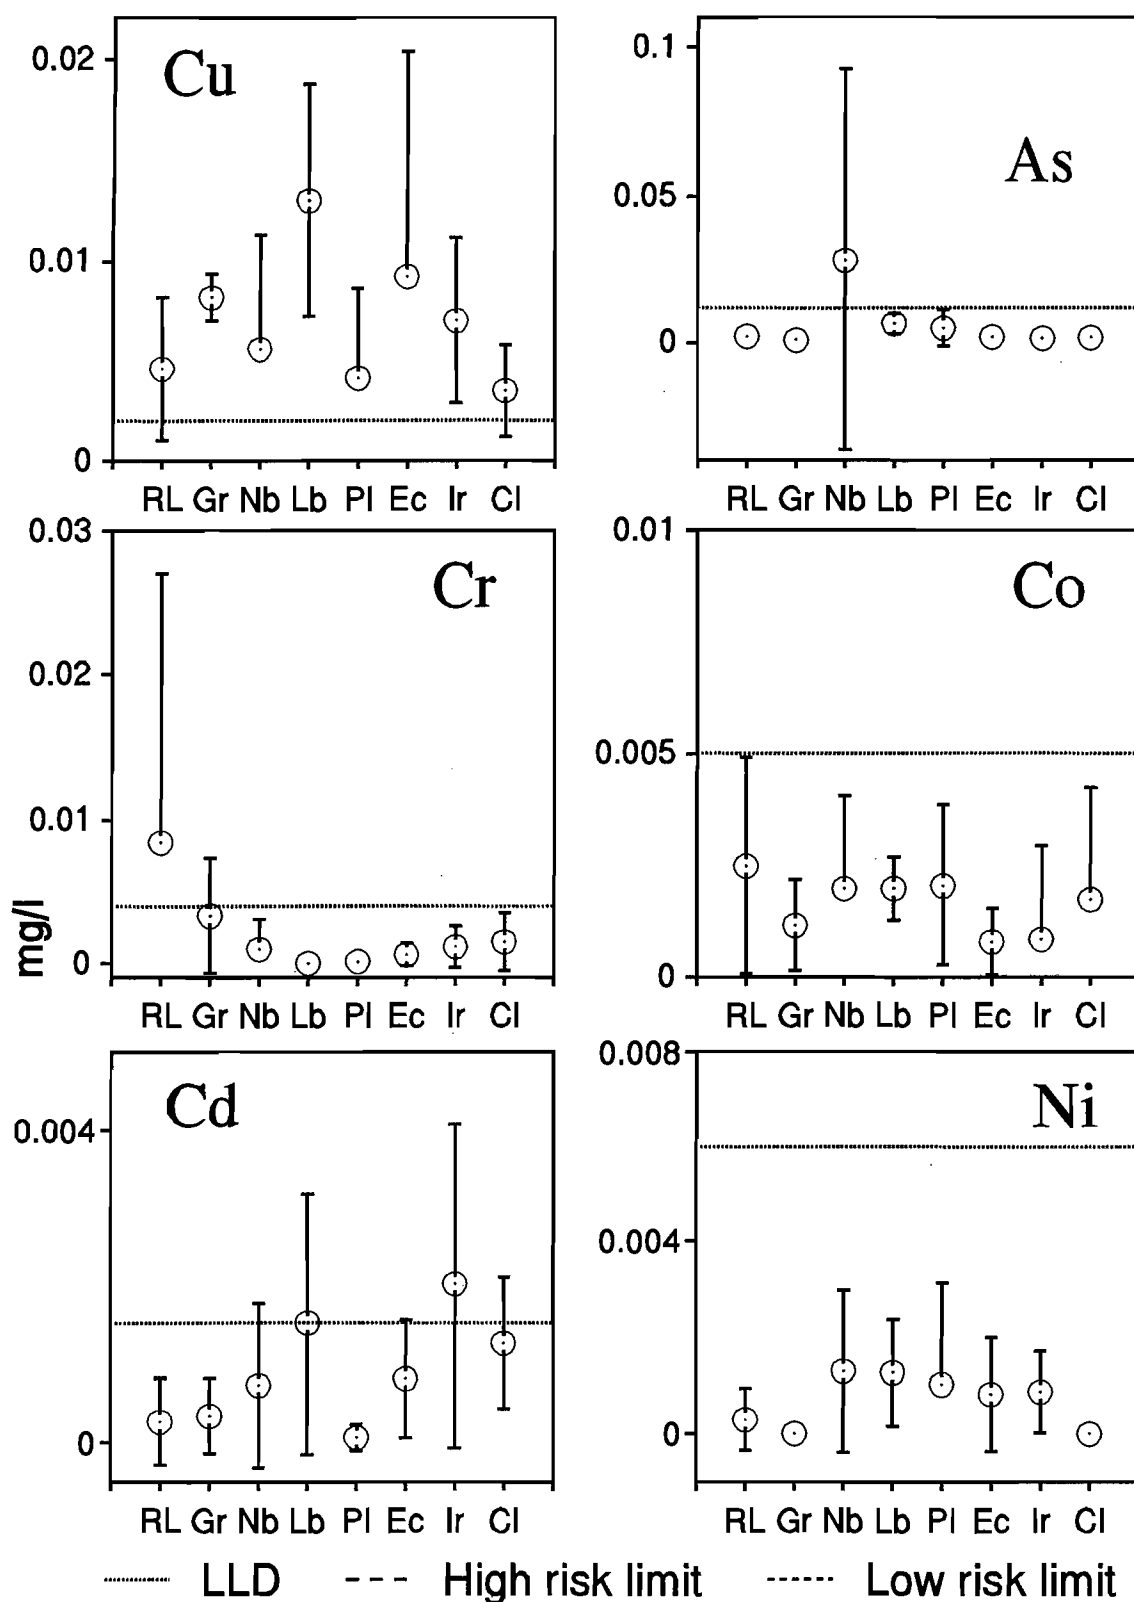 Cu
0.02
0.01
0
RL Gr Nb Lb Pl Ec Ir Cl
As
0.1
0.05
0
RL Gr Nb Lb Pl Ec Ir Cl
Cr
0.03
0.02
0.01
0
RL Gr Nb Lb Pl Ec Ir Cl
Co
0.01
0.005
0
RL Gr Nb Lb Pl Ec Ir Cl
mg/l
Cd
0.004
0
RL Gr Nb Lb Pl Ec Ir Cl
Ni
0.008
0.004
0
RL Gr Nb Lb Pl Ec Ir Cl
LLD High risk limit Low risk limit